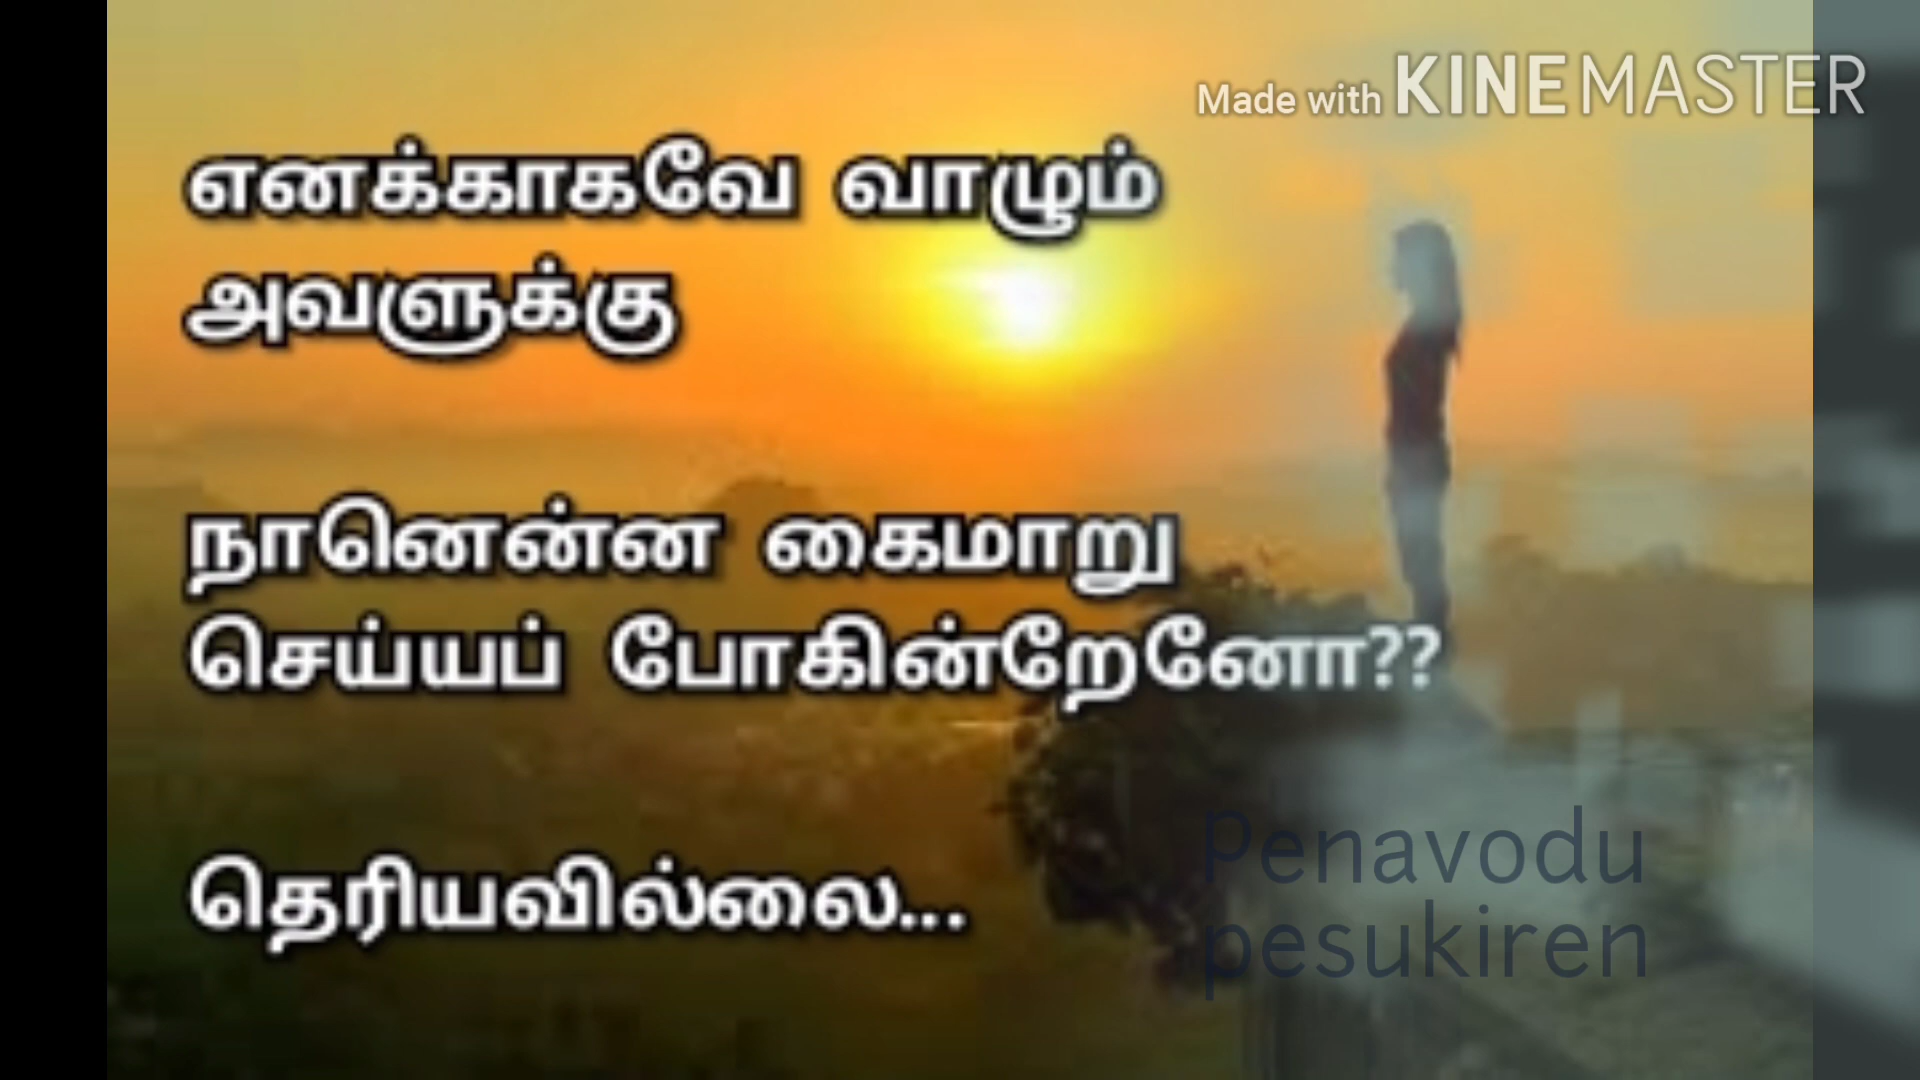 Made with KINEMASTER
எனக்காகவே வாழும்
அவளுக்கு
நானென்ன கைமாறு
செய்யப் போகின்றேனோ??
தெரியவில்லை...
Penavodu
pesukiren